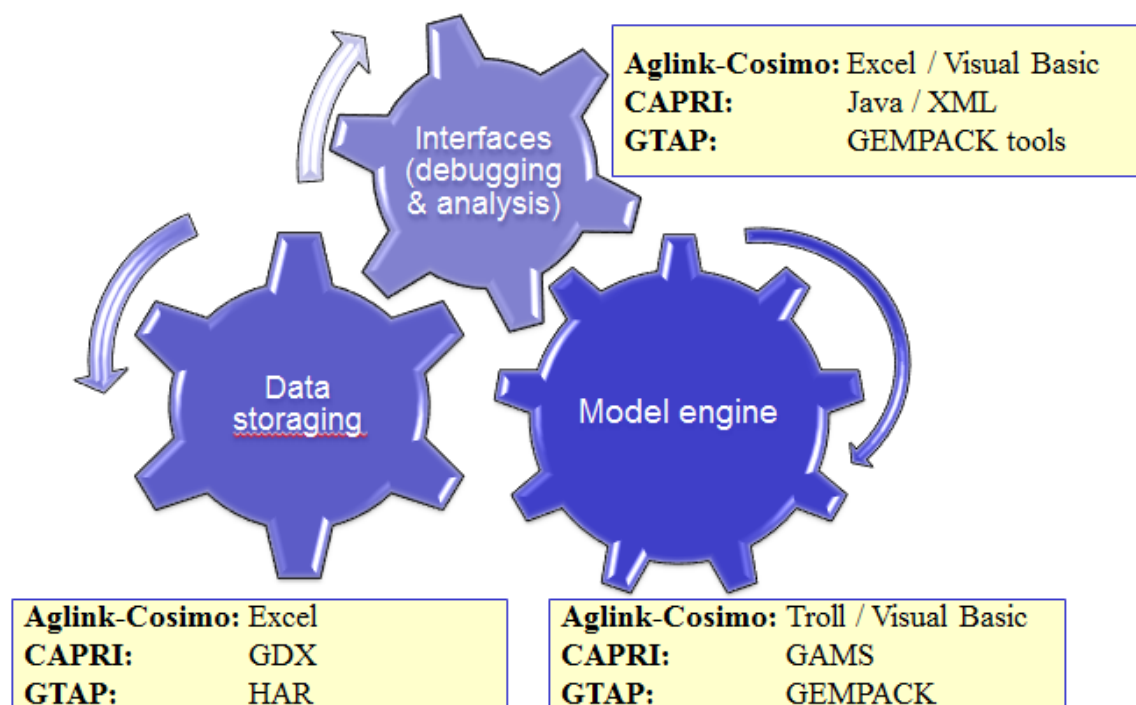 Interfaces
(debugging
& analysis)
Aglink-Cosimo: Excel / Visual Basic
CAPRI: Java / XML
GTAP: GEMPACK tools
Data
storaging
Model engine
Aglink-Cosimo: Excel
CAPRI: GDX
GTAP: HAR
Aglink-Cosimo: Troll / Visual Basic
CAPRI: GAMS
GTAP: GEMPACK